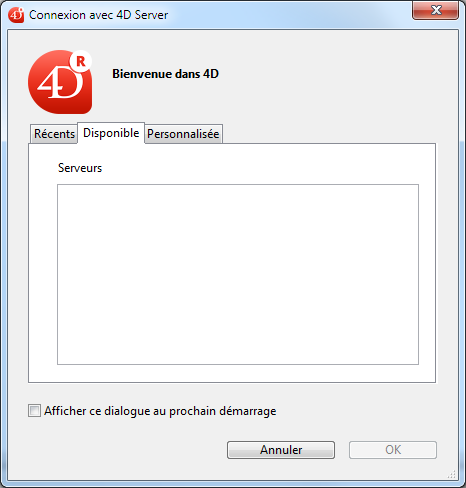 Connexion avec 4D Server
4D R
Bienvenue dans 4D
Récents Disponible Personnalisée
Serveurs
Afficher ce dialogue au prochain démarrage
Annuler OK